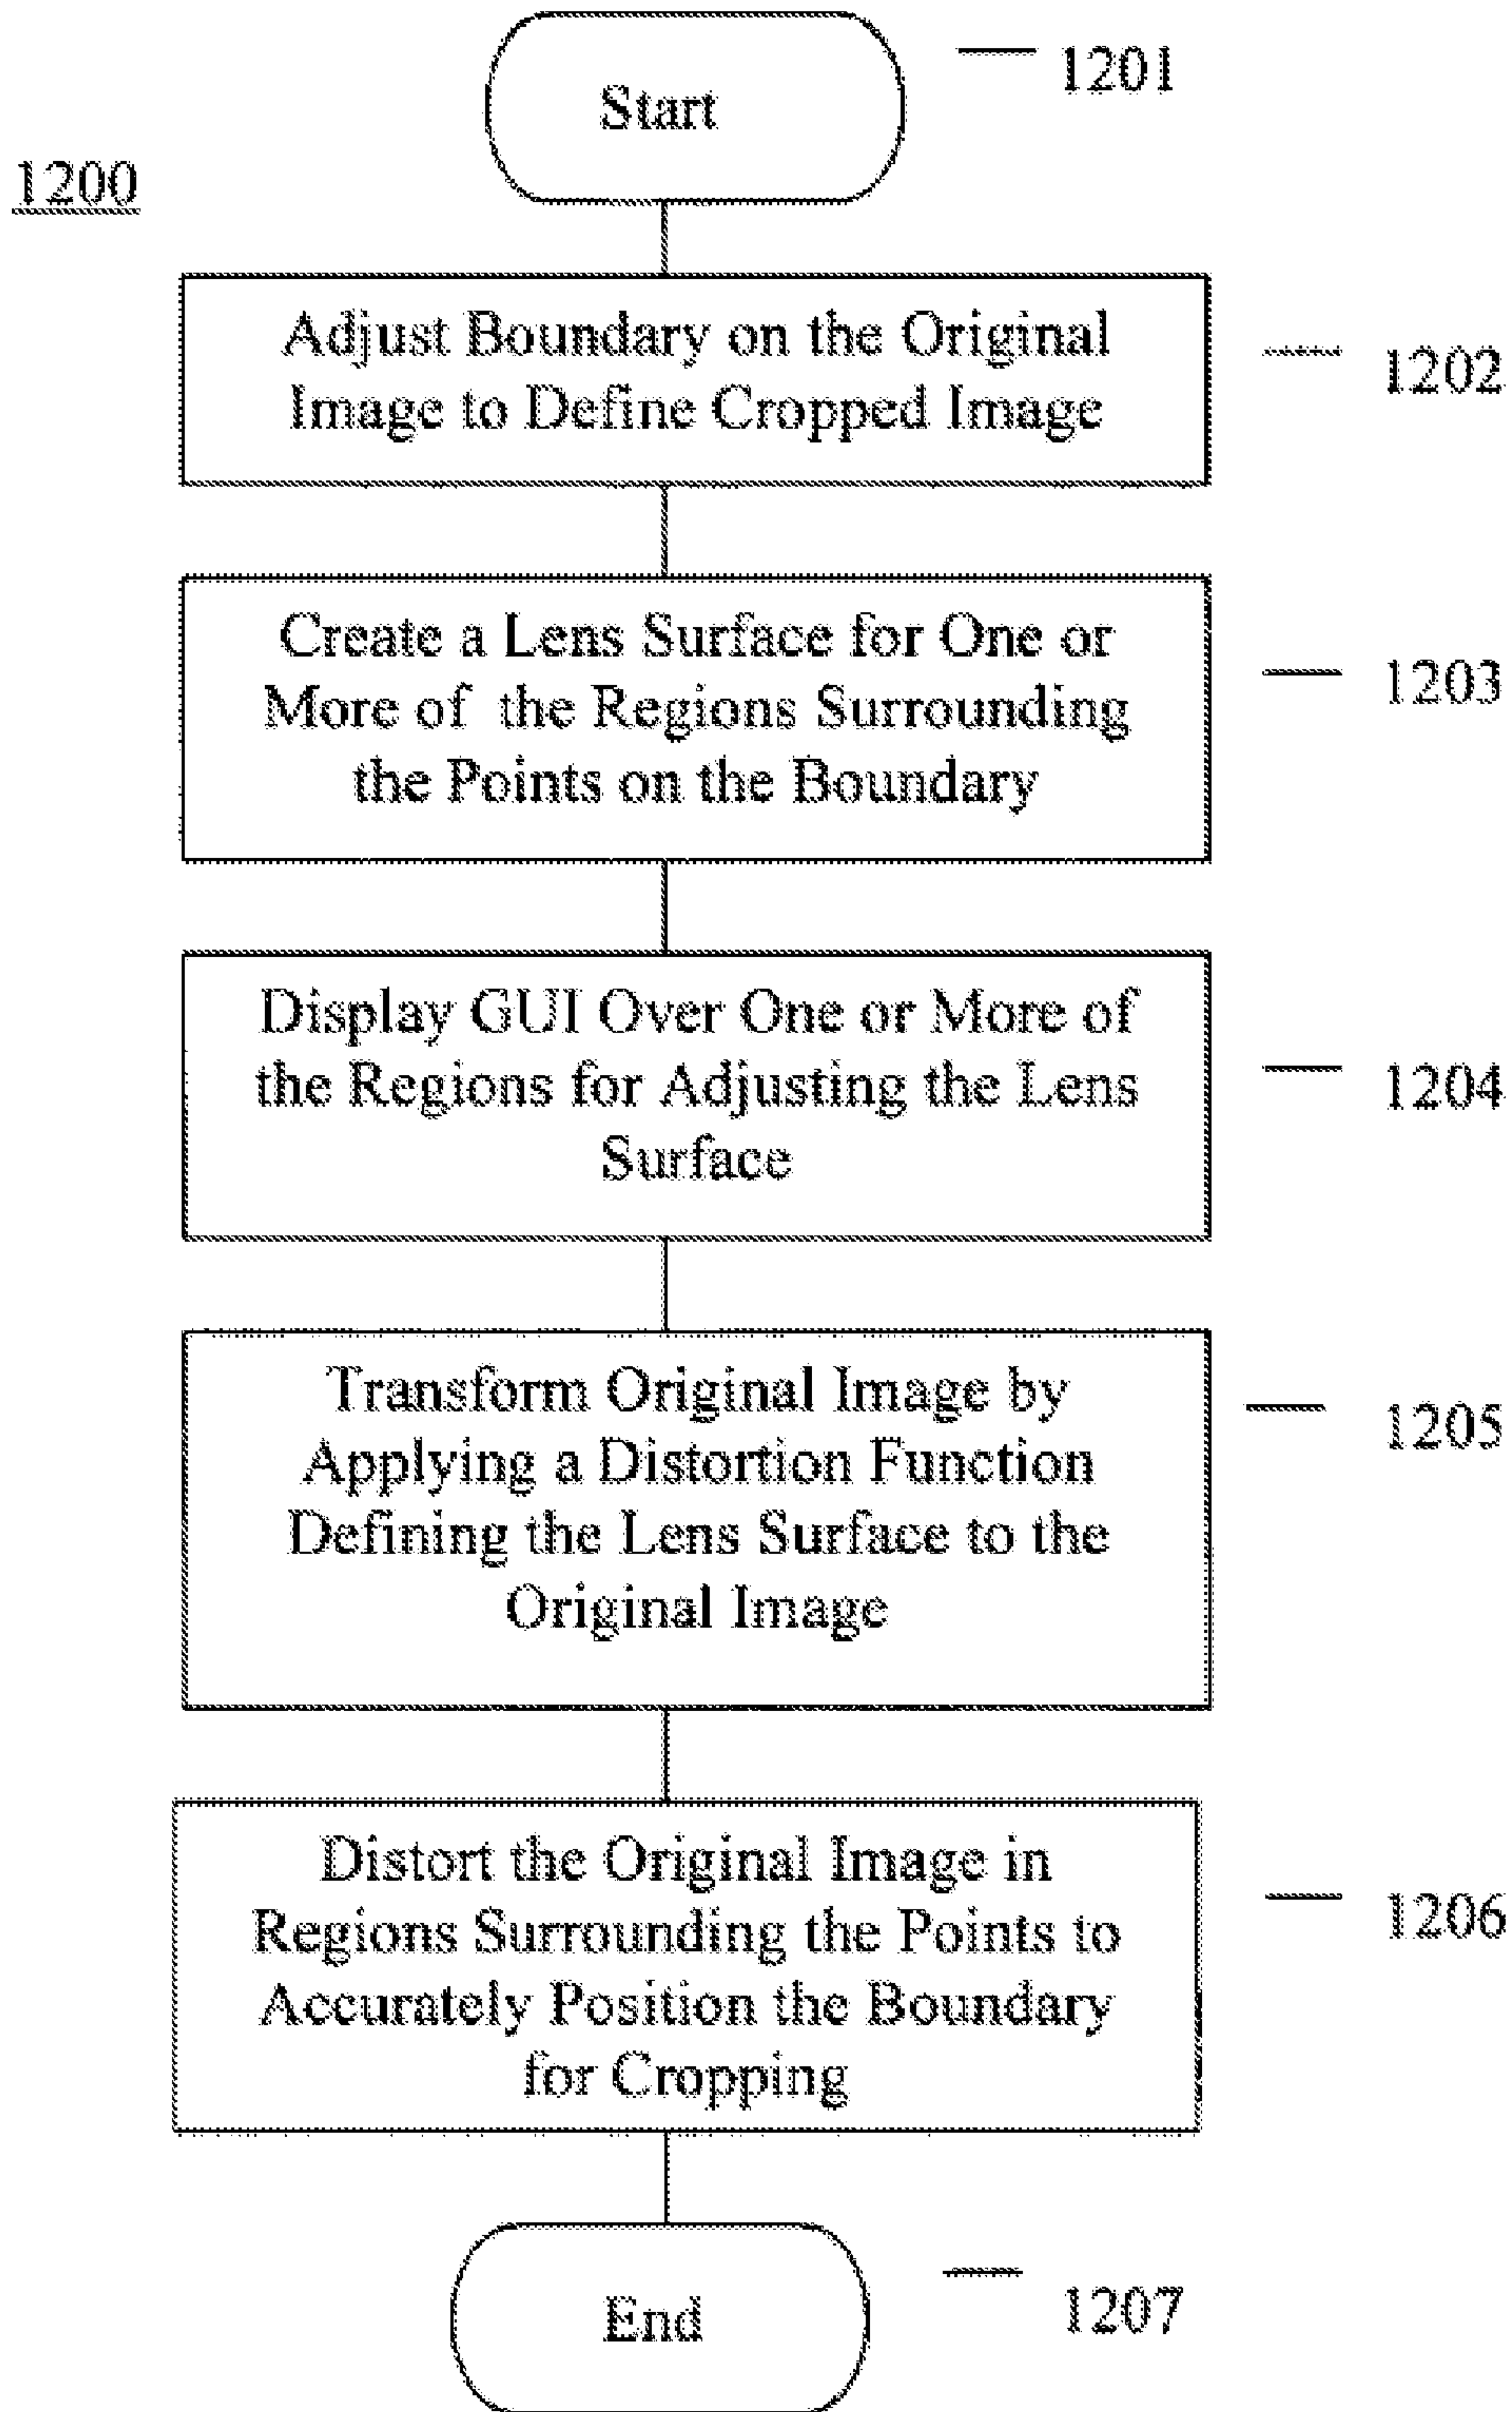 Start
1201
1200
Adjust Boundary on the Original
Image to Define Cropped Image
1202
Create a Lens Surface for One or
More of the Regions Surrounding
the Points on the Boundary
1203
Display GUI Over One or More of
the Regions for Adjusting the Lens
Surface
1204
Transform Original Image by
Applying a Distortion Function
Defining the Lens Surface to the
Original Image
1205
Distort the Original Image in
Regions Surrounding the Points to
Accurately Position the Boundary
for Cropping
1206
End
1207